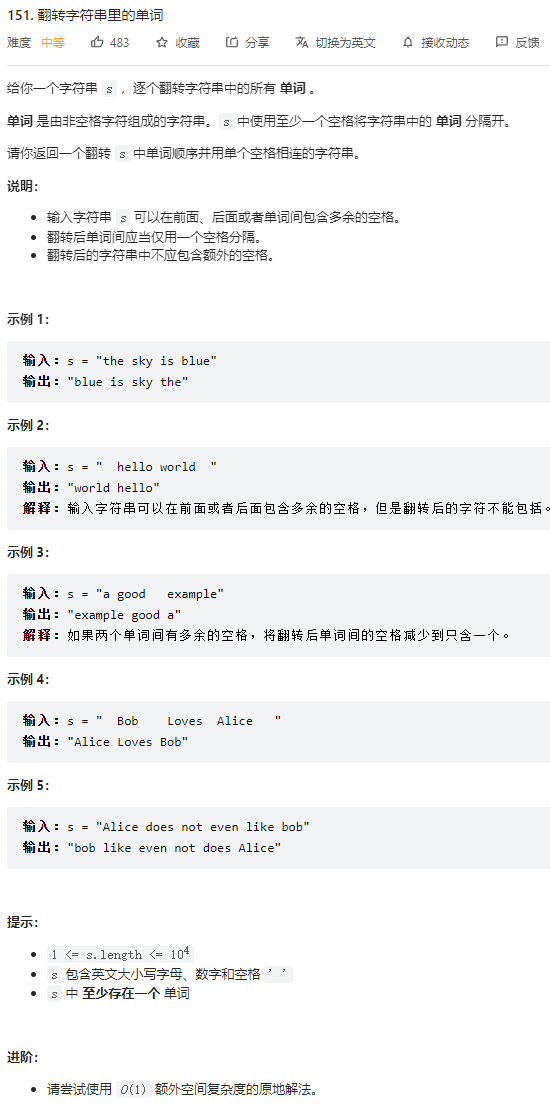 151. 翻转字符串里的单词
难度 中等 483 收藏 分享 切换为英文 接收动态 反馈
给你一个字符串 s ，逐个翻转字符串中的所有 单词 。
单词 是由非空格字符组成的字符串。s 中使用至少一个空格将字符串中的 单词 分隔开。
请你返回一个翻转 s 中单词顺序并用单个空格相连的字符串。
说明：
输入字符串 s 可以在前面、后面或者单词间包含多余的空格。
翻转后单词间应当仅用一个空格分隔。
翻转后的字符串中不应包含额外的空格。
示例 1：
输入：s = "the sky is blue"
输出："blue is sky the"
示例 2：
输入：s = "  hello world  "
输出："world hello"
解释：输入字符串可以在前面或者后面包含多余的空格，但是翻转后的字符不能包括。
示例 3：
输入：s = "a good   example"
输出："example good a"
解释：如果两个单词间有多余的空格，将翻转后单词间的空格减少到只含一个。
示例 4：
输入：s = "  Bob    Loves  Alice   "
输出："Alice Loves Bob"
示例 5：
输入：s = "Alice does not even like bob"
输出："bob like even not does Alice"
提示：
1 <= s.length <= 10⁴
s 包含英文大小写字母、数字和空格 ' '
s 中 至少存在一个 单词
进阶：
请尝试使用 O(1) 额外空间复杂度的原地解法。